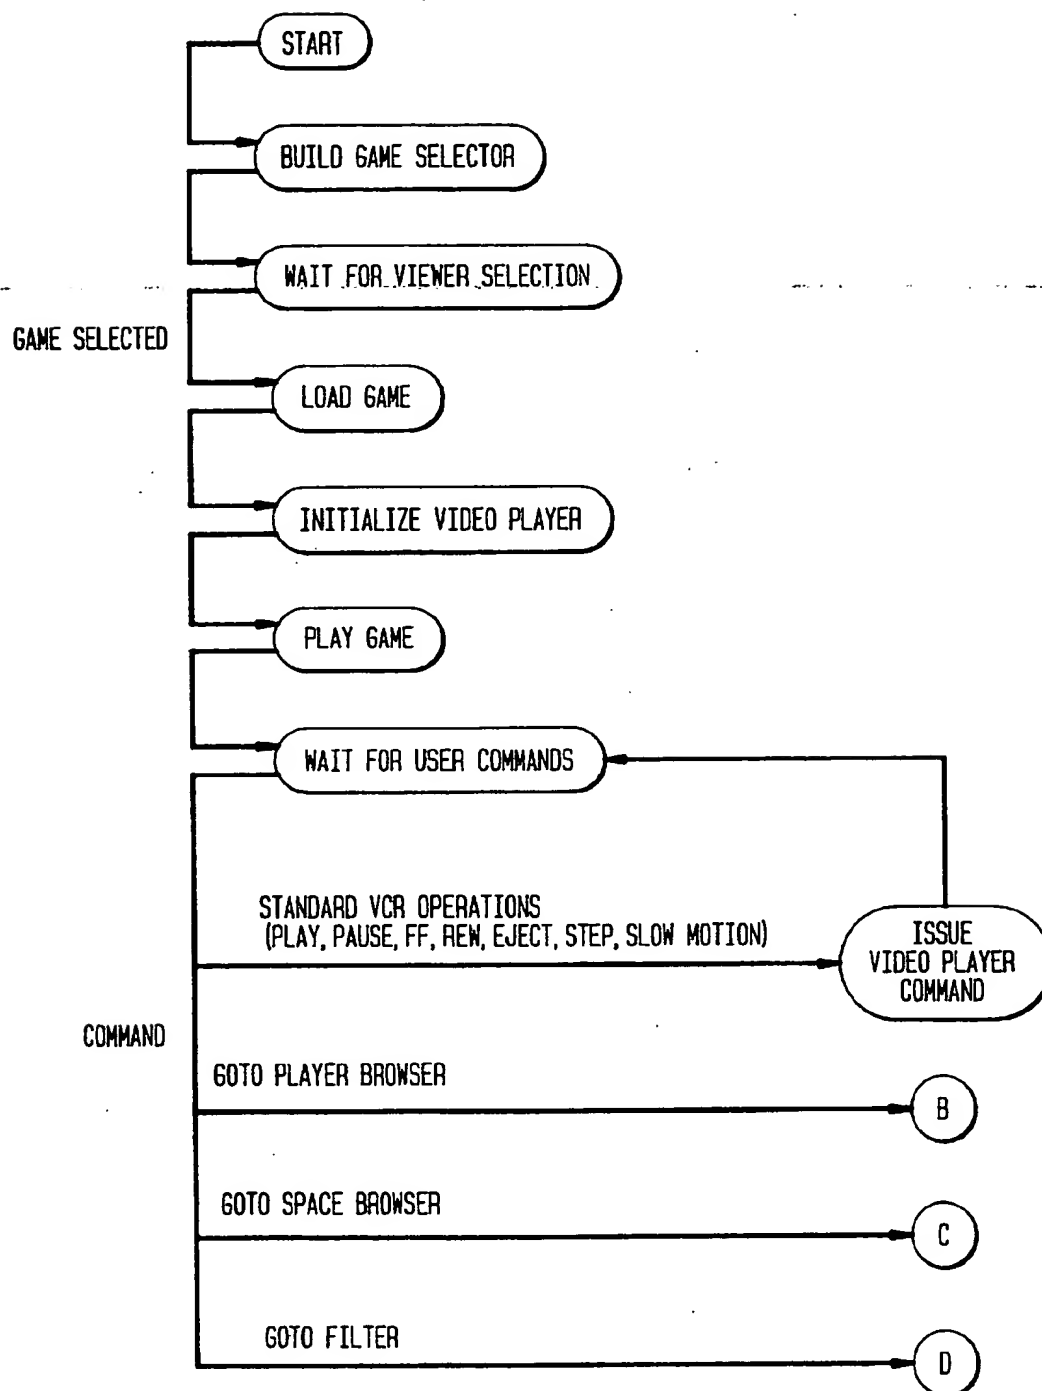 START
BUILD GAME SELECTOR
WAIT FOR VIEWER SELECTION
GAME SELECTED
LOAD GAME
INITIALIZE VIDEO PLAYER
PLAY GAME
WAIT FOR USER COMMANDS
STANDARD VCR OPERATIONS
(PLAY, PAUSE, FF, REW, EJECT, STEP, SLOW MOTION)
ISSUE
VIDEO PLAYER
COMMAND
COMMAND
GOTO PLAYER BROWSER
B
GOTO SPACE BROWSER
C
GOTO FILTER
D